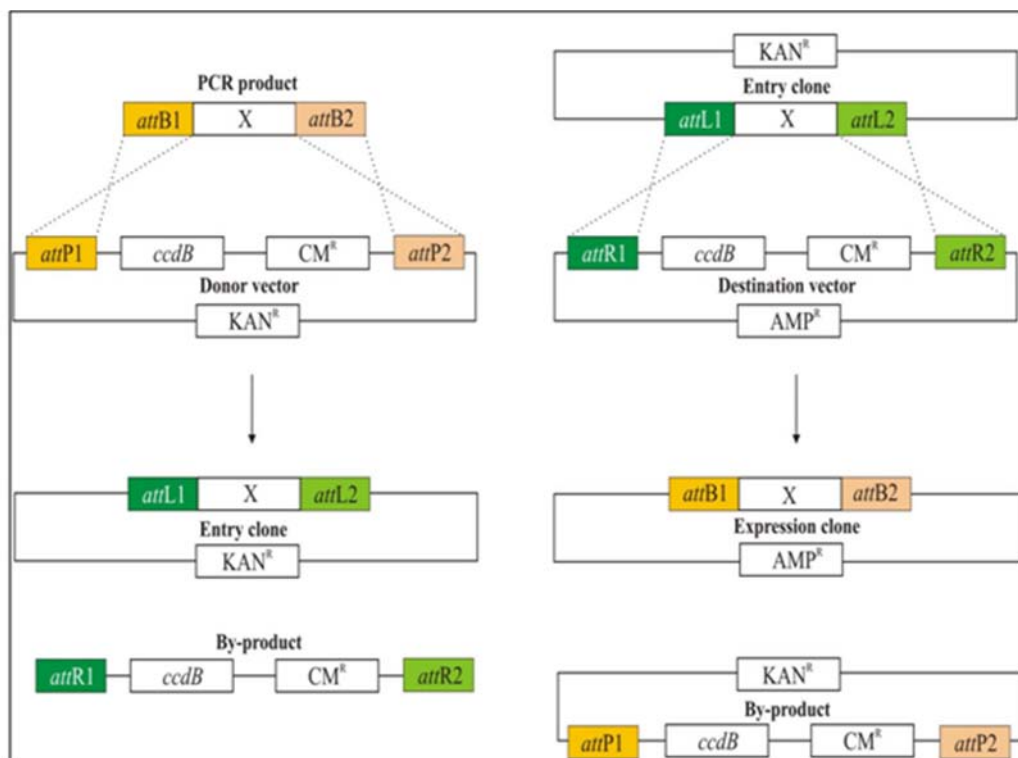 PCR product
attB1 X attB2
attP1 ccdB CMᴿ attP2
Donor vector
KANᴿ
attL1 X attL2
Entry clone
KANᴿ
By-product
attR1 ccdB CMᴿ attR2
KANᴿ
Entry clone
attL1 X attL2
attR1 ccdB CMᴿ attR2
Destination vector
AMPᴿ
attB1 X attB2
Expression clone
AMPᴿ
KANᴿ
By-product
attP1 ccdB CMᴿ attP2